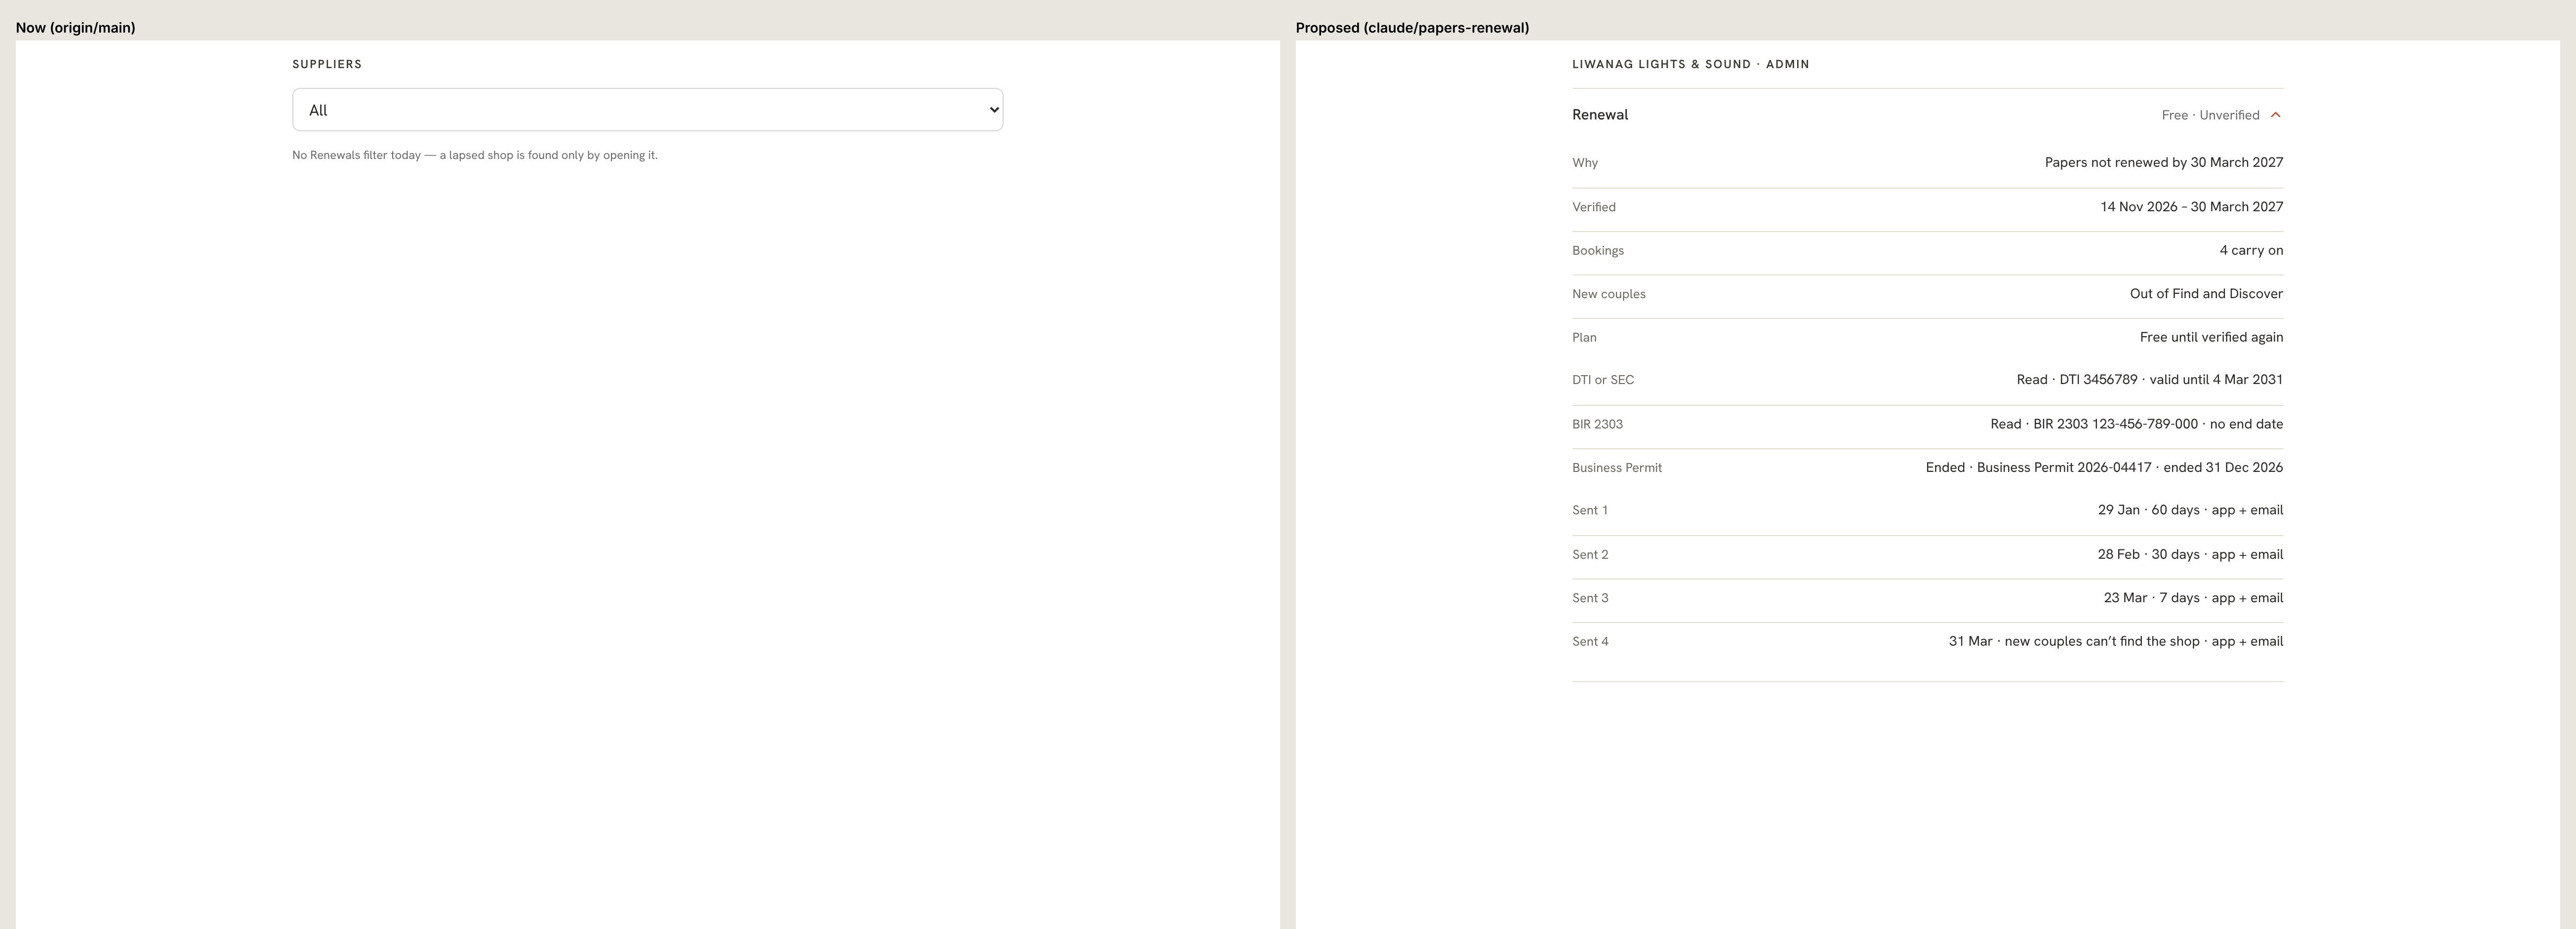 Now (origin/main)
SUPPLIERS
All
No Renewals filter today — a lapsed shop is found only by opening it.
Proposed (claude/papers-renewal)
LIWANAG LIGHTS & SOUND · ADMIN
Renewal Free · Unverified
Why Papers not renewed by 30 March 2027
Verified 14 Nov 2026 – 30 March 2027
Bookings 4 carry on
New couples Out of Find and Discover
Plan Free until verified again
DTI or SEC Read · DTI 3456789 · valid until 4 Mar 2031
BIR 2303 Read · BIR 2303 123-456-789-000 · no end date
Business Permit Ended · Business Permit 2026-04417 · ended 31 Dec 2026
Sent 1 29 Jan · 60 days · app + email
Sent 2 28 Feb · 30 days · app + email
Sent 3 23 Mar · 7 days · app + email
Sent 4 31 Mar · new couples can’t find the shop · app + email